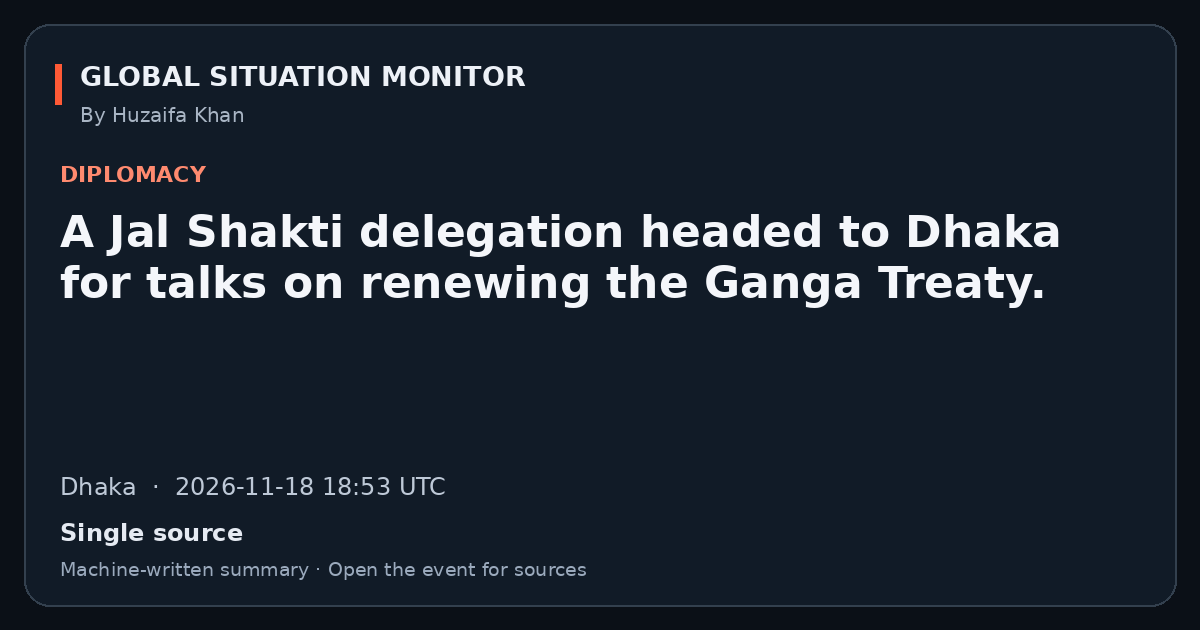 GLOBAL SITUATION MONITOR
By Huzaifa Khan
DIPLOMACY
A Jal Shakti delegation headed to Dhaka
for talks on renewing the Ganga Treaty.
Dhaka · 2026-11-18 18:53 UTC
Single source
Machine-written summary · Open the event for sources